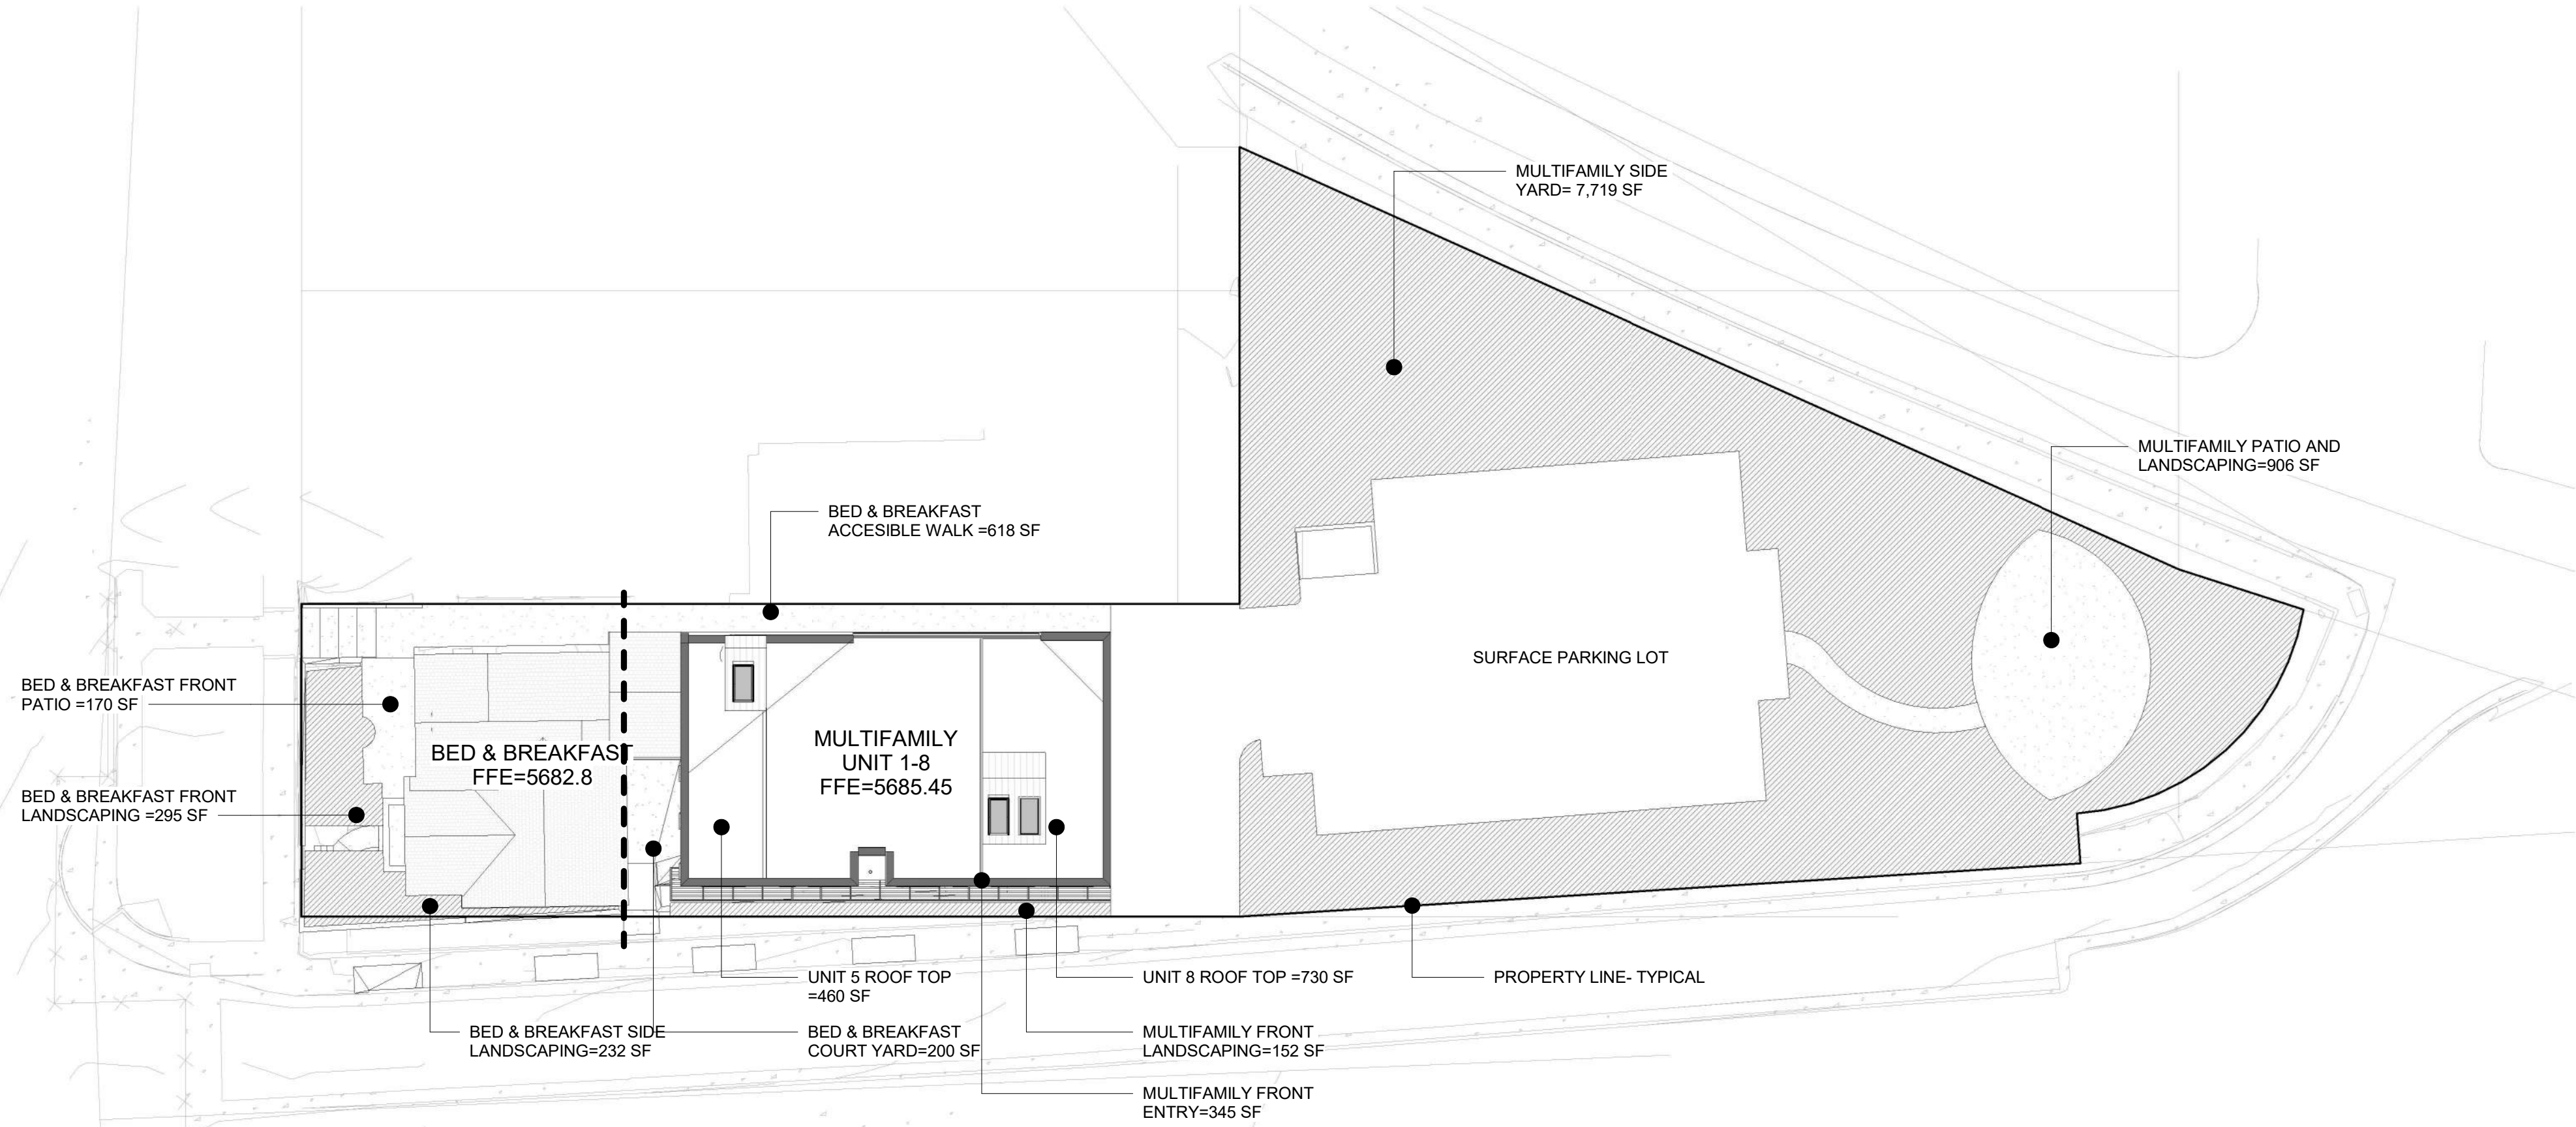 MULTIFAMILY SIDE
YARD= 7,719 SF
MULTIFAMILY PATIO AND
LANDSCAPING=906 SF
BED & BREAKFAST
ACCESIBLE WALK =618 SF
SURFACE PARKING LOT
BED & BREAKFAST FRONT
PATIO =170 SF
BED & BREAKFAST
FFE=5682.8
MULTIFAMILY
UNIT 1-8
FFE=5685.45
BED & BREAKFAST FRONT
LANDSCAPING =295 SF
UNIT 5 ROOF TOP
=460 SF
UNIT 8 ROOF TOP =730 SF
PROPERTY LINE- TYPICAL
BED & BREAKFAST SIDE
LANDSCAPING=232 SF
BED & BREAKFAST
COURT YARD=200 SF
MULTIFAMILY FRONT
LANDSCAPING=152 SF
MULTIFAMILY FRONT
ENTRY=345 SF